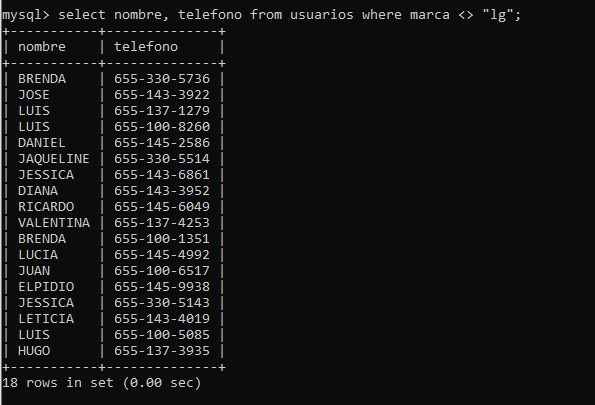 mysql> select nombre, telefono from usuarios where marca <> "lg";
+-----------+--------------+
| nombre    | telefono     |
+-----------+--------------+
| BRENDA    | 655-330-5736 |
| JOSE      | 655-143-3922 |
| LUIS      | 655-137-1279 |
| LUIS      | 655-100-8260 |
| DANIEL    | 655-145-2586 |
| JAQUELINE | 655-330-5514 |
| JESSICA   | 655-143-6861 |
| DIANA     | 655-143-3952 |
| RICARDO   | 655-145-6049 |
| VALENTINA | 655-137-4253 |
| BRENDA    | 655-100-1351 |
| LUCIA     | 655-145-4992 |
| JUAN      | 655-100-6517 |
| ELPIDIO   | 655-145-9938 |
| JESSICA   | 655-330-5143 |
| LETICIA   | 655-143-4019 |
| LUIS      | 655-100-5085 |
| HUGO      | 655-137-3935 |
+-----------+--------------+
18 rows in set (0.00 sec)